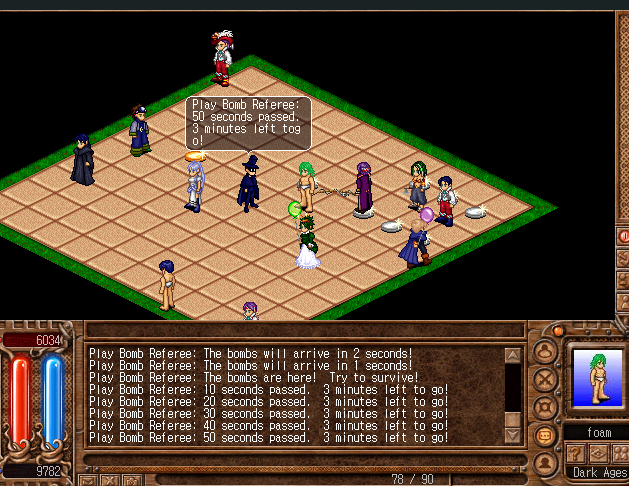 Play Bomb Referee:
50 seconds passed.
3 minutes left tog
o!
6034
Play Bomb Referee: The bombs will arrive in 2 seconds!
Play Bomb Referee: The bombs will arrive in 1 seconds!
Play Bomb Referee: The bombs are here!  Try to survive!
Play Bomb Referee: 10 seconds passed.  3 minutes left to go!
Play Bomb Referee: 20 seconds passed.  3 minutes left to go!
Play Bomb Referee: 30 seconds passed.  3 minutes left to go!
Play Bomb Referee: 40 seconds passed.  3 minutes left to go!
Play Bomb Referee: 50 seconds passed.  3 minutes left to go!
foam
9782
Dark Ages
78 / 90